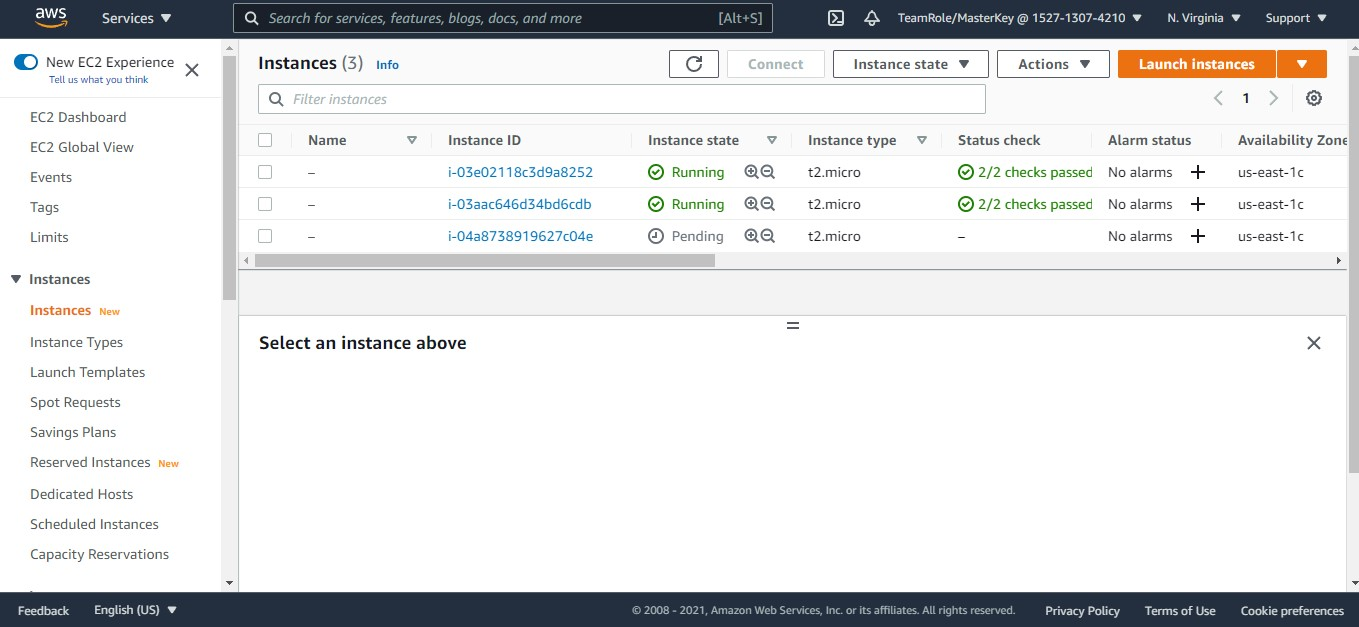 aws Services Search for services, features, blogs, docs, and more [Alt+S] TeamRole/MasterKey @ 1527-1307-4210 N. Virginia Support
New EC2 Experience
Tell us what you think
EC2 Dashboard
EC2 Global View
Events
Tags
Limits
Instances
Instances New
Instance Types
Launch Templates
Spot Requests
Savings Plans
Reserved Instances New
Dedicated Hosts
Scheduled Instances
Capacity Reservations
Instances (3) Info Connect Instance state Actions Launch instances
Filter instances 1
Name Instance ID Instance state Instance type Status check Alarm status Availability Zone
– i-03e02118c3d9a8252 Running t2.micro 2/2 checks passed No alarms + us-east-1c
– i-03aac646d34bd6cdb Running t2.micro 2/2 checks passed No alarms + us-east-1c
– i-04a8738919627c04e Pending t2.micro – No alarms + us-east-1c
Select an instance above
Feedback English (US) © 2008 - 2021, Amazon Web Services, Inc. or its affiliates. All rights reserved. Privacy Policy Terms of Use Cookie preferences